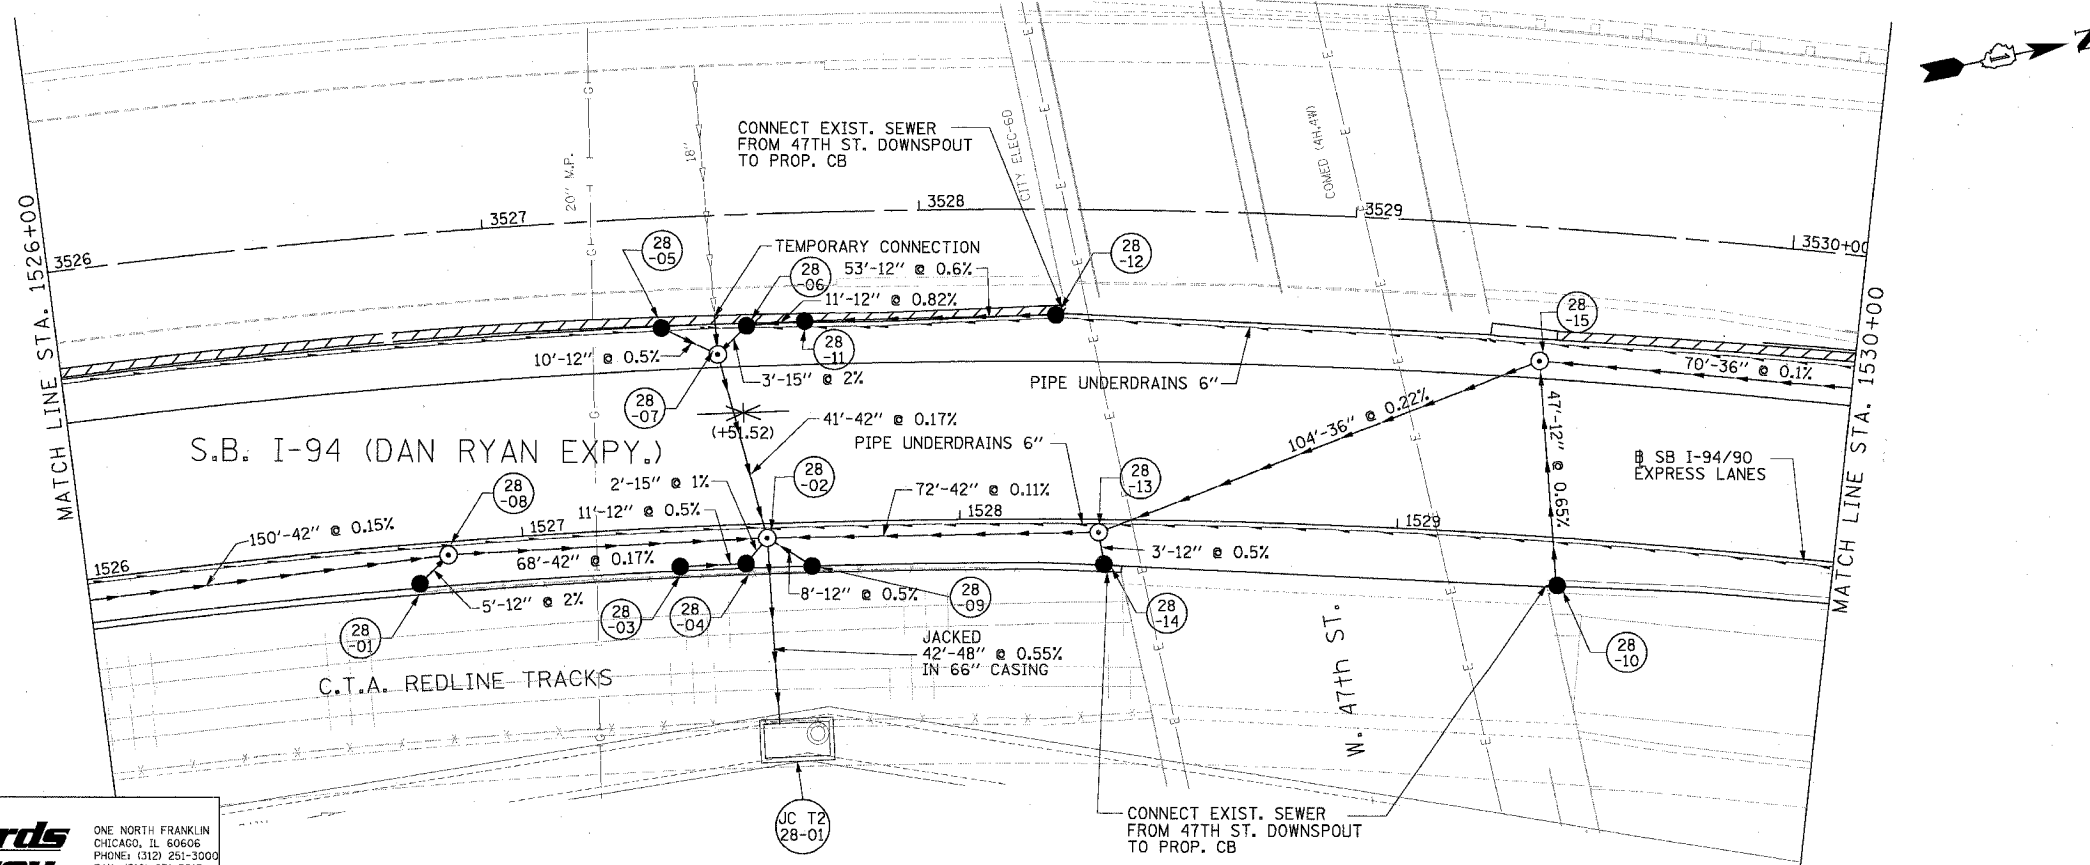 CONNECT EXIST. SEWER
FROM 47TH ST. DOWNSPOUT
TO PROP. CB
CITY ELEC-6D
COMED (4H,4W)
20" M.P.
18"
MATCH LINE STA. 1526+00
3526
3527
3528
3529
3530+00
28
-05
TEMPORARY CONNECTION
28
-06
53'-12" @ 0.6%
11'-12" @ 0.82%
28
-12
28
-15
10'-12" @ 0.5%
28
-11
3'-15" @ 2%
28
-07
PIPE UNDERDRAINS 6"
70'-36" @ 0.1%
MATCH LINE STA. 1530+00
41'-42" @ 0.17%
(+51.52)
PIPE UNDERDRAINS 6"
104'-36" @ 0.22%
47'-12" @ 0.65%
S.B. I-94 (DAN RYAN EXPY.)
SB I-94/90
EXPRESS LANES
28
-08
2'-15" @ 1%
28
-02
72'-42" @ 0.11%
28
-13
11'-12" @ 0.5%
150'-42" @ 0.15%
1526
1527
1528
1529
68'-42" @ 0.17%
3'-12" @ 0.5%
5'-12" @ 2%
8'-12" @ 0.5%
28
-01
28
-03
28
-04
28
-09
28
-14
28
-10
JACKED
42'-48" @ 0.55%
IN 66" CASING
C.T.A. REDLINE TRACKS
W. 47th ST.
JC T2
28-01
CONNECT EXIST. SEWER
FROM 47TH ST. DOWNSPOUT
TO PROP. CB
ONE NORTH FRANKLIN
CHICAGO, IL 60606
PHONE: (312) 251-3000